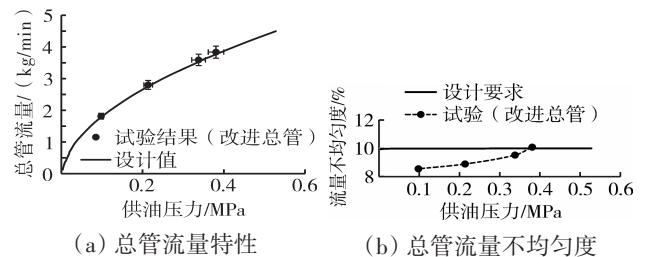 5
4
3
2
1
0
总管流量/(kg/min)
试验结果（改进总管）
设计值
0.2 0.4 0.6
供油压力/MPa
(a) 总管流量特性
设计要求
试验（改进总管）
12
10
8
流量不均匀度/%
0.1 0.2 0.3 0.4 0.5 0.6
供油压力/MPa
(b) 总管流量不均匀度